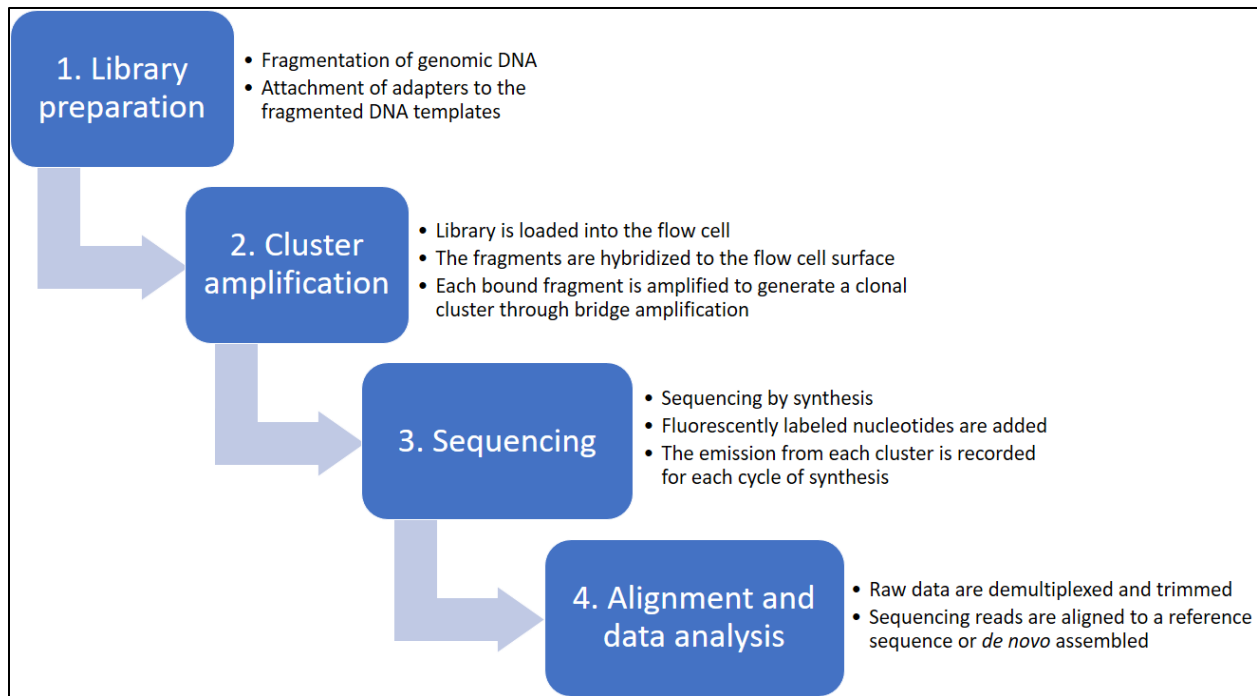 1. Library
preparation
• Fragmentation of genomic DNA
• Attachment of adapters to the
fragmented DNA templates
2. Cluster
amplification
• Library is loaded into the flow cell
• The fragments are hybridized to the flow cell surface
• Each bound fragment is amplified to generate a clonal
cluster through bridge amplification
3. Sequencing
• Sequencing by synthesis
• Fluorescently labeled nucleotides are added
• The emission from each cluster is recorded
for each cycle of synthesis
4. Alignment and
data analysis
• Raw data are demultiplexed and trimmed
• Sequencing reads are aligned to a reference
sequence or de novo assembled